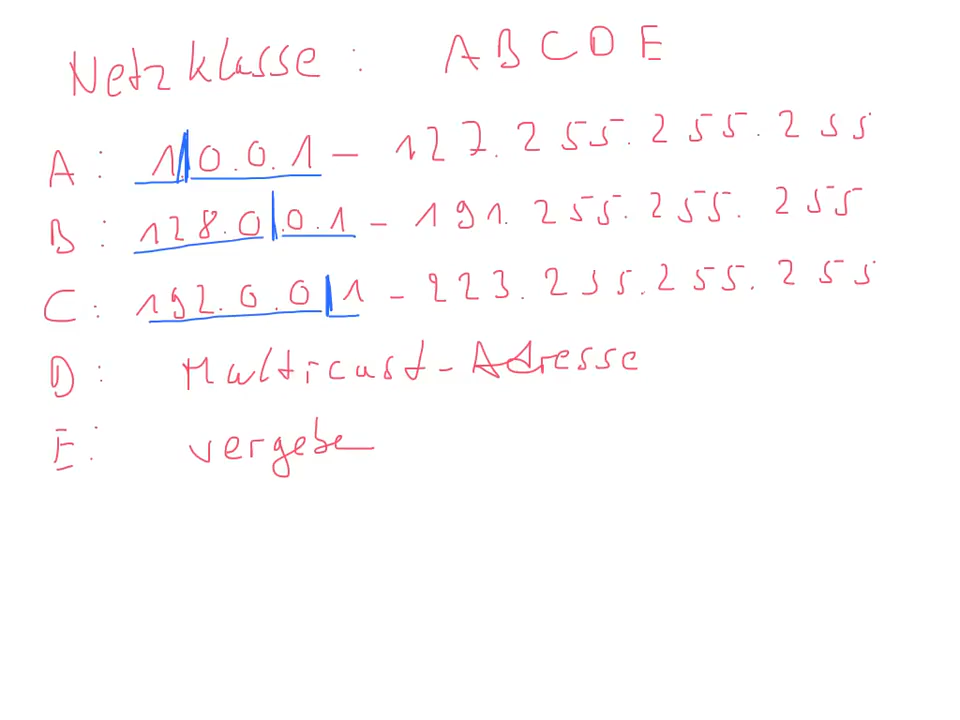 Netzklasse : A B C D E
A : 1.0.0.1 – 127.255.255.255
B : 128.0.0.1 – 191.255.255.255
C : 192.0.0.1 – 223.255.255.255
D : Multicast-Adresse
E : vergeben